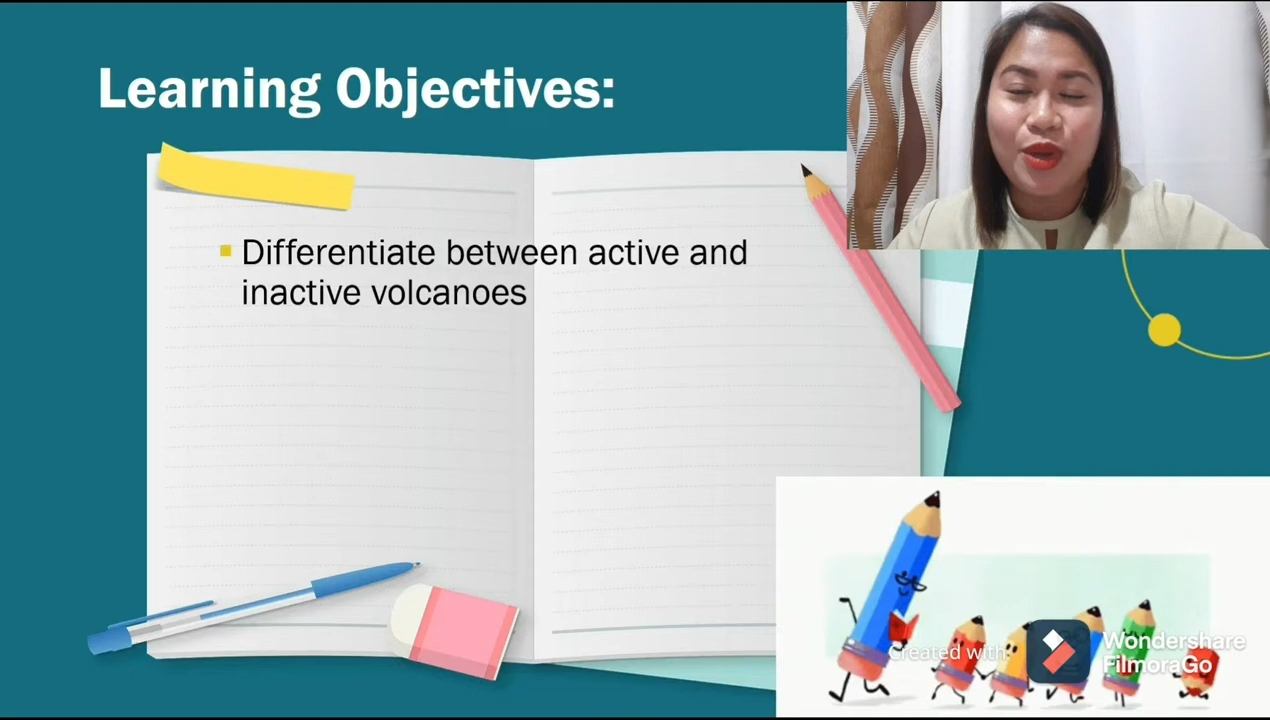 Learning Objectives:
Differentiate between active and
inactive volcanoes
Created with
Wondershare
FilmoraGo